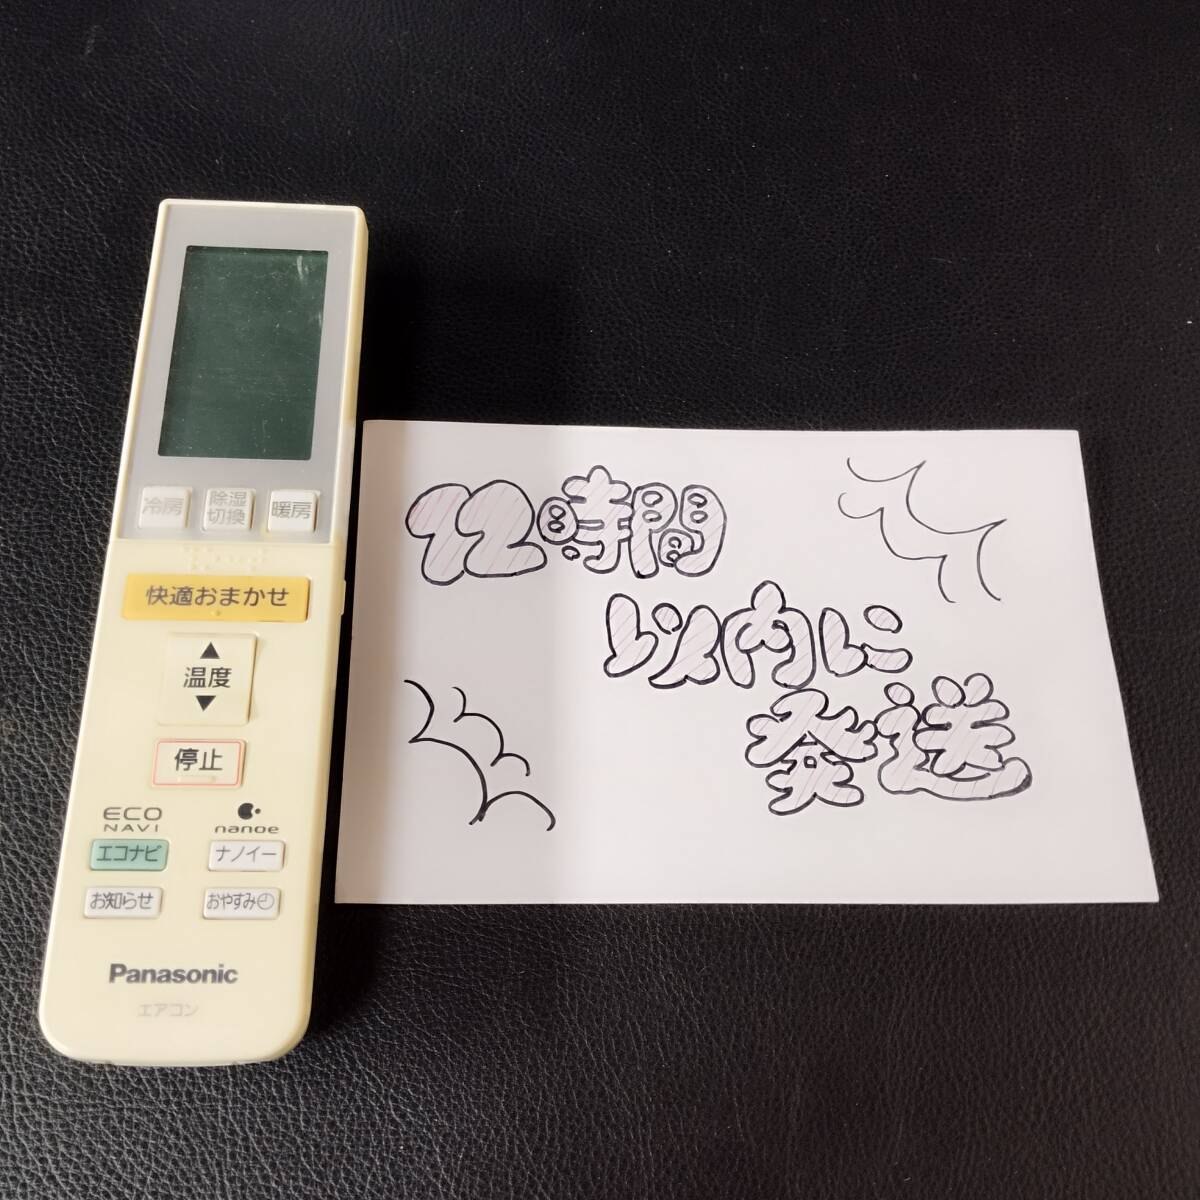 冷房 除湿切換 暖房
快適おまかせ
▲
温度
▼
停止
ECO NAVI nanoe
エコナビ ナノイー
お知らせ おやすみ
Panasonic
エアコン
12時間
以内に
発送